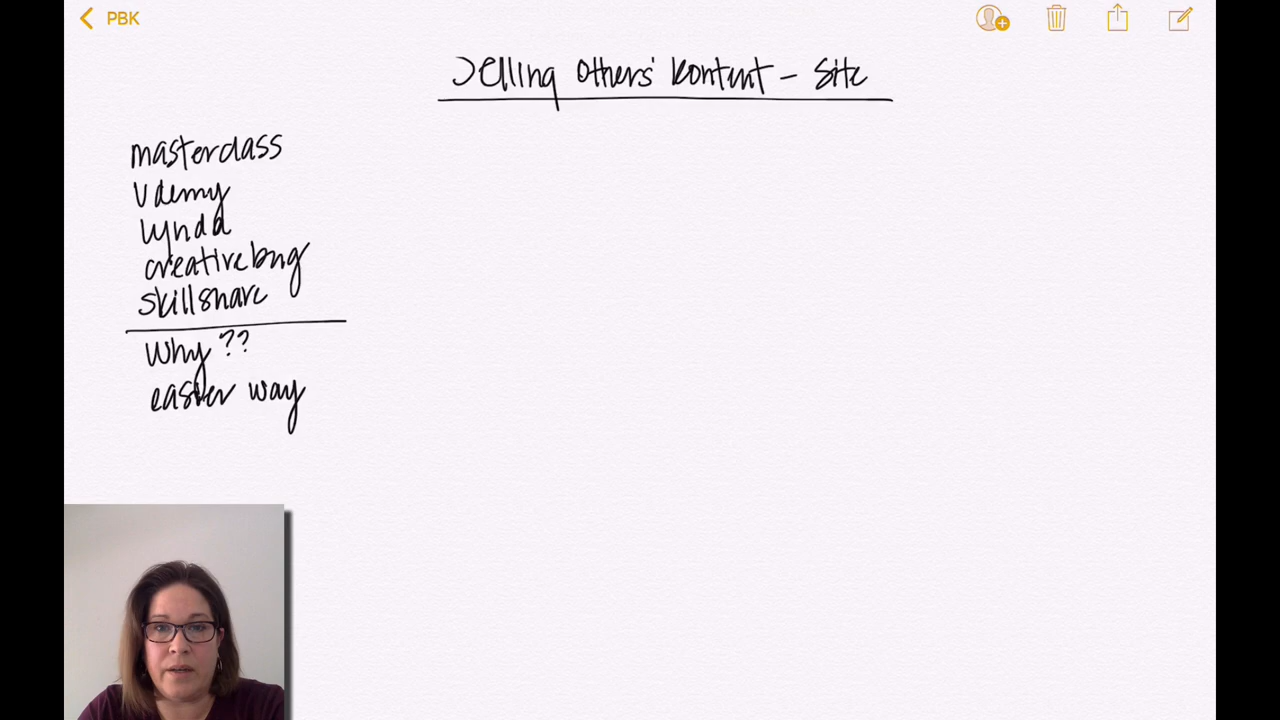 PBK
Selling Others' Kontent - Site
masterclass
Udemy
lynda
creativebug
skillshare
Why ??
easier way